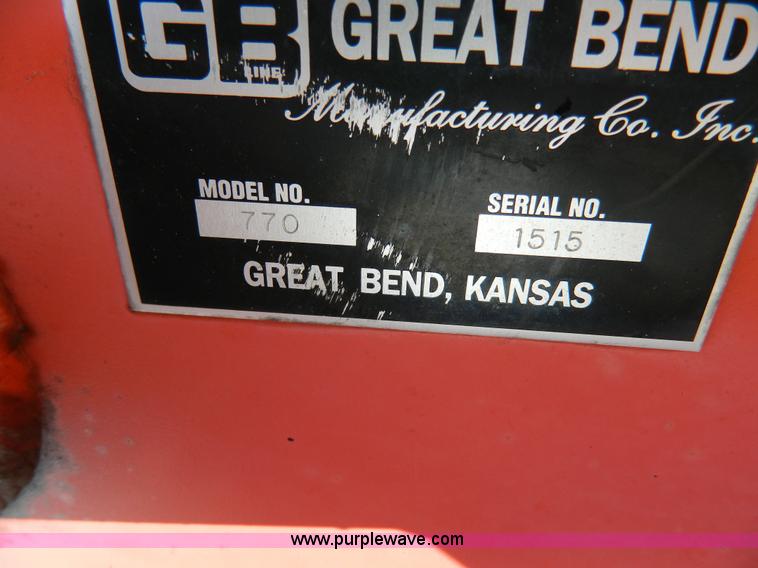 GB
LINE
GREAT BEND
Manufacturing Co. Inc.
MODEL NO.
770
SERIAL NO.
1515
GREAT BEND, KANSAS
www.purplewave.com